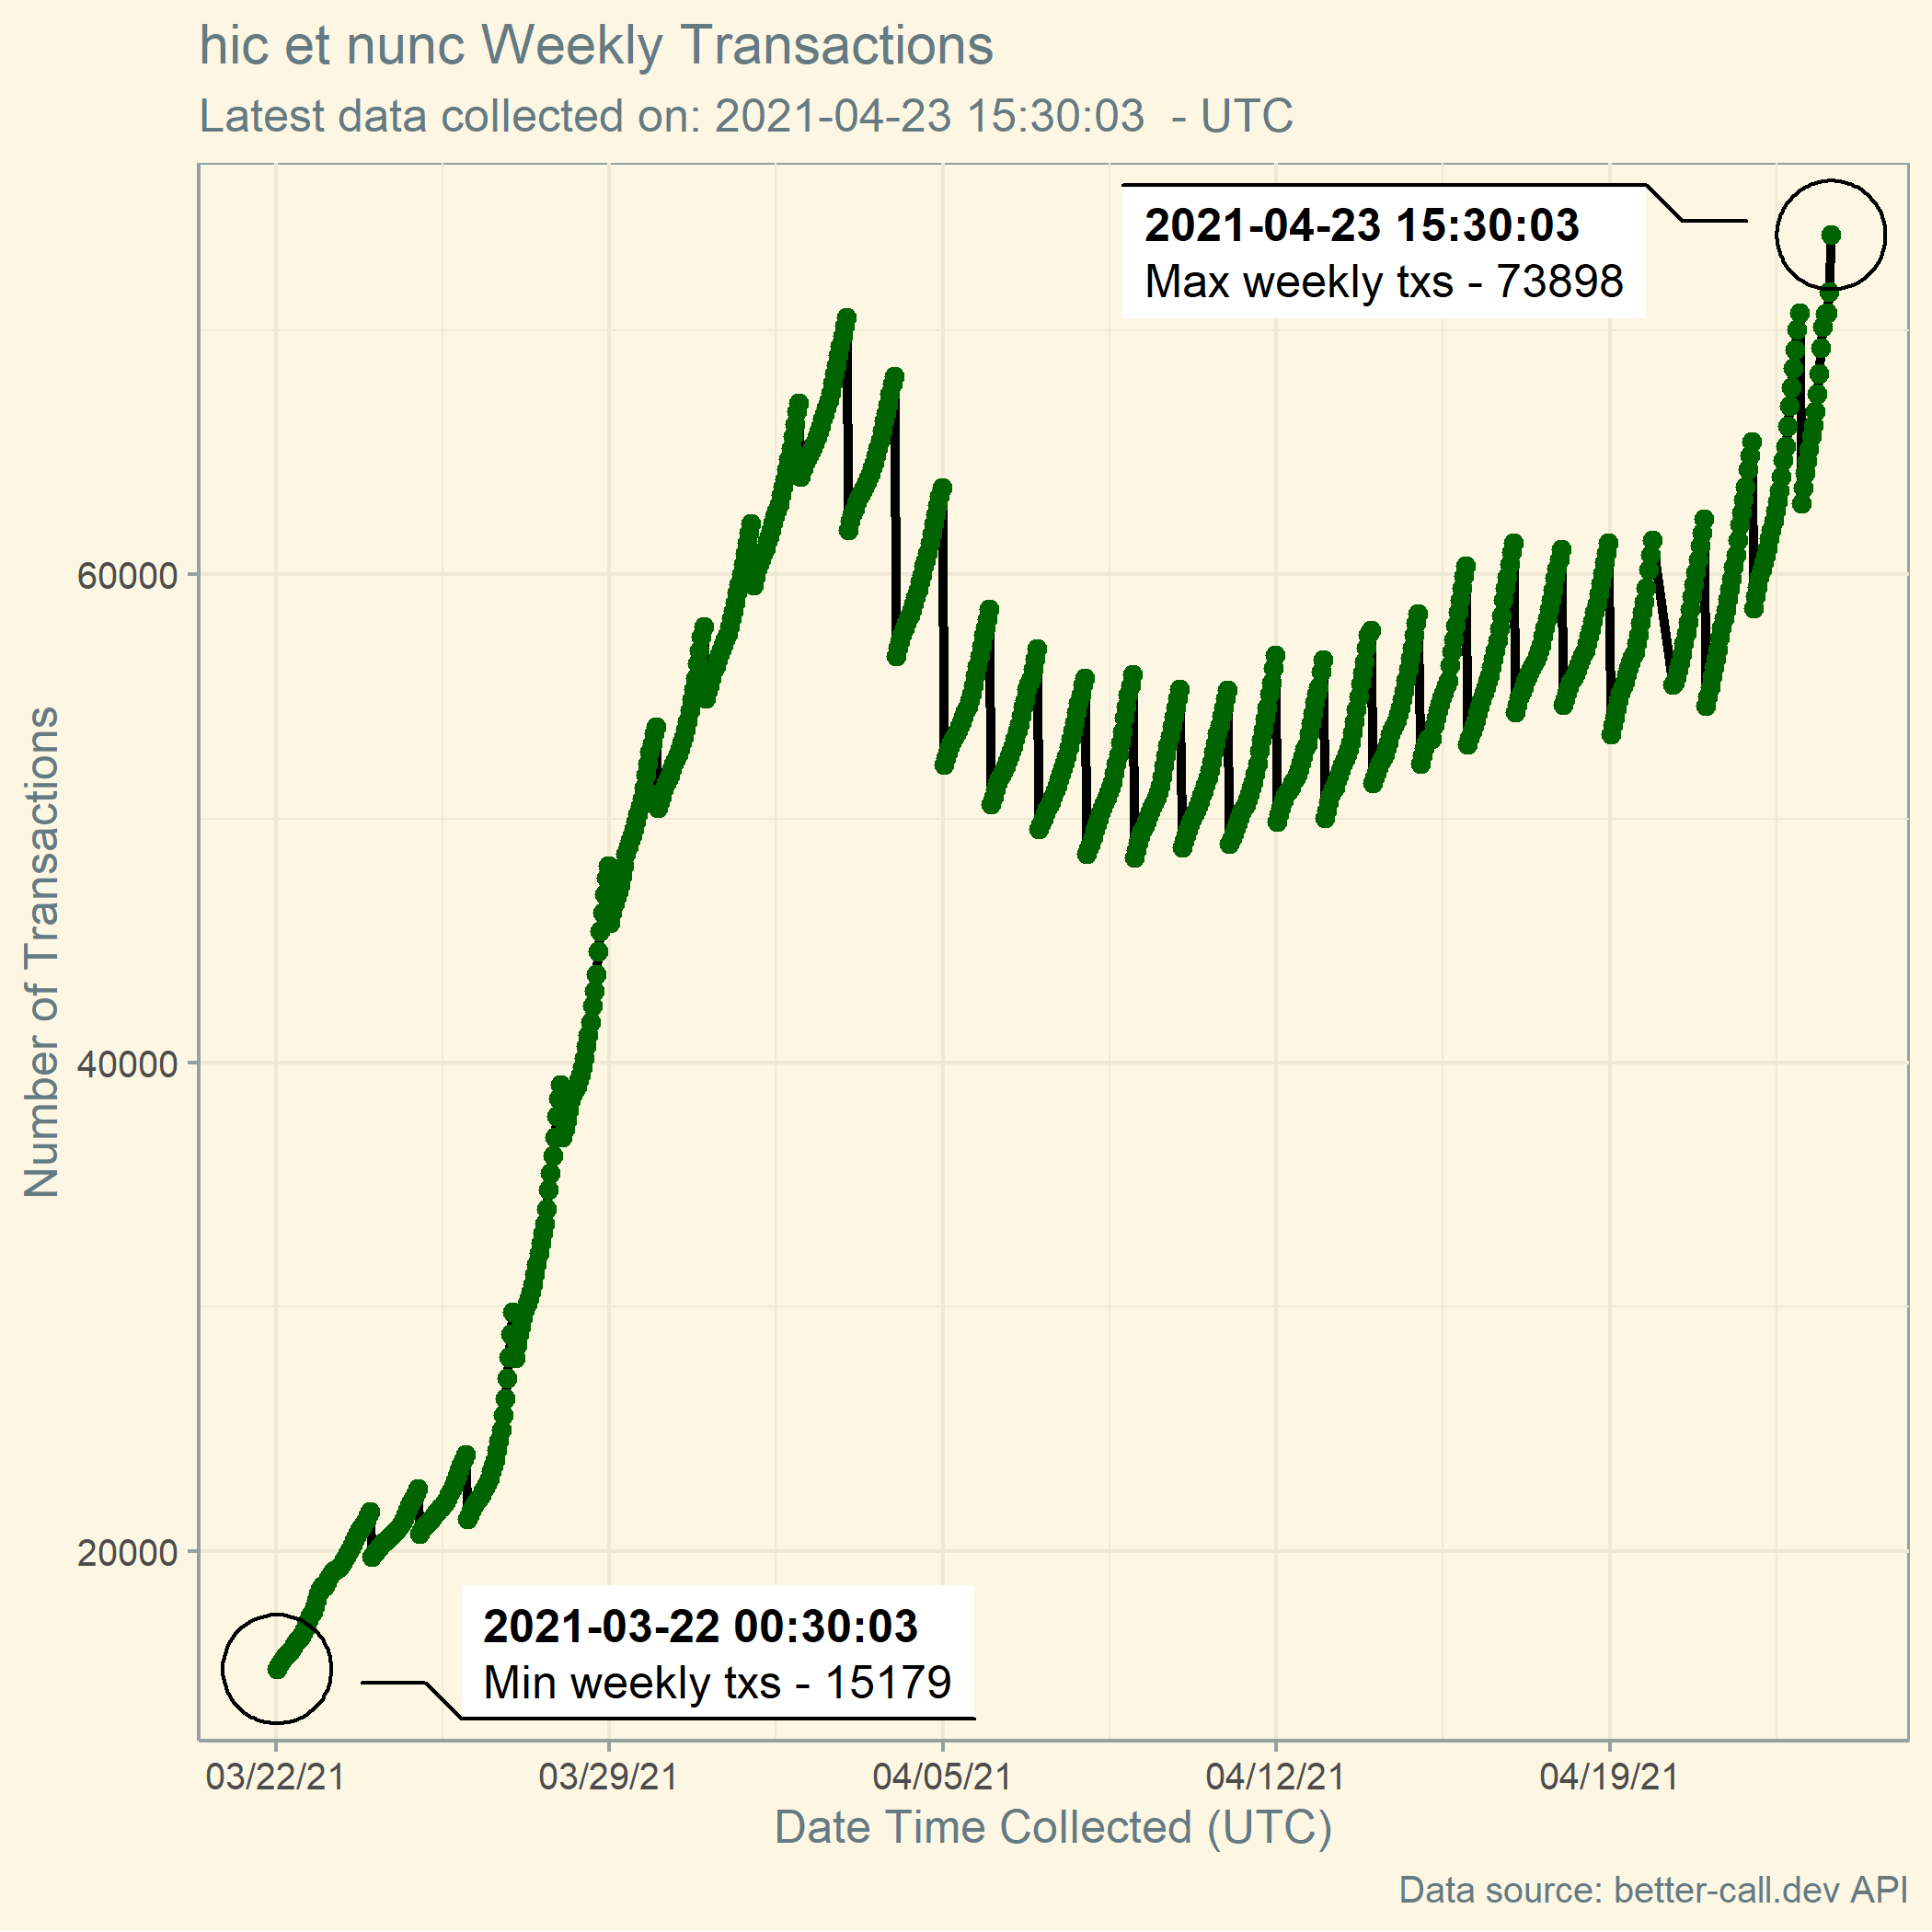 hic et nunc Weekly Transactions
Latest data collected on: 2021-04-23 15:30:03  - UTC
2021-04-23 15:30:03
Max weekly txs - 73898
Number of Transactions
60000
40000
20000
2021-03-22 00:30:03
Min weekly txs - 15179
03/22/21 03/29/21 04/05/21 04/12/21 04/19/21
Date Time Collected (UTC)
Data source: better-call.dev API